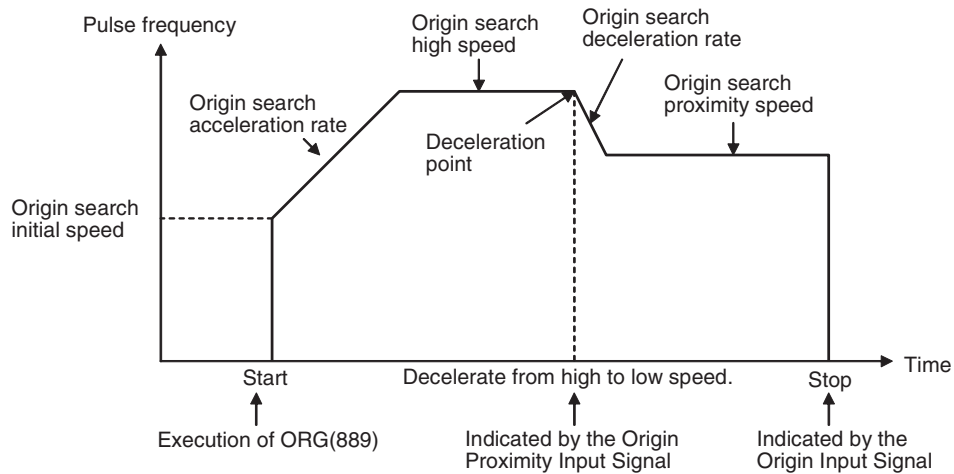 Pulse frequency
Origin search
high speed
Origin search
deceleration rate
Origin search
acceleration rate
Origin search
proximity speed
Deceleration
point
Origin search
initial speed
Time
Start
Decelerate from high to low speed.
Stop
Execution of ORG(889)
Indicated by the Origin
Proximity Input Signal
Indicated by the
Origin Input Signal